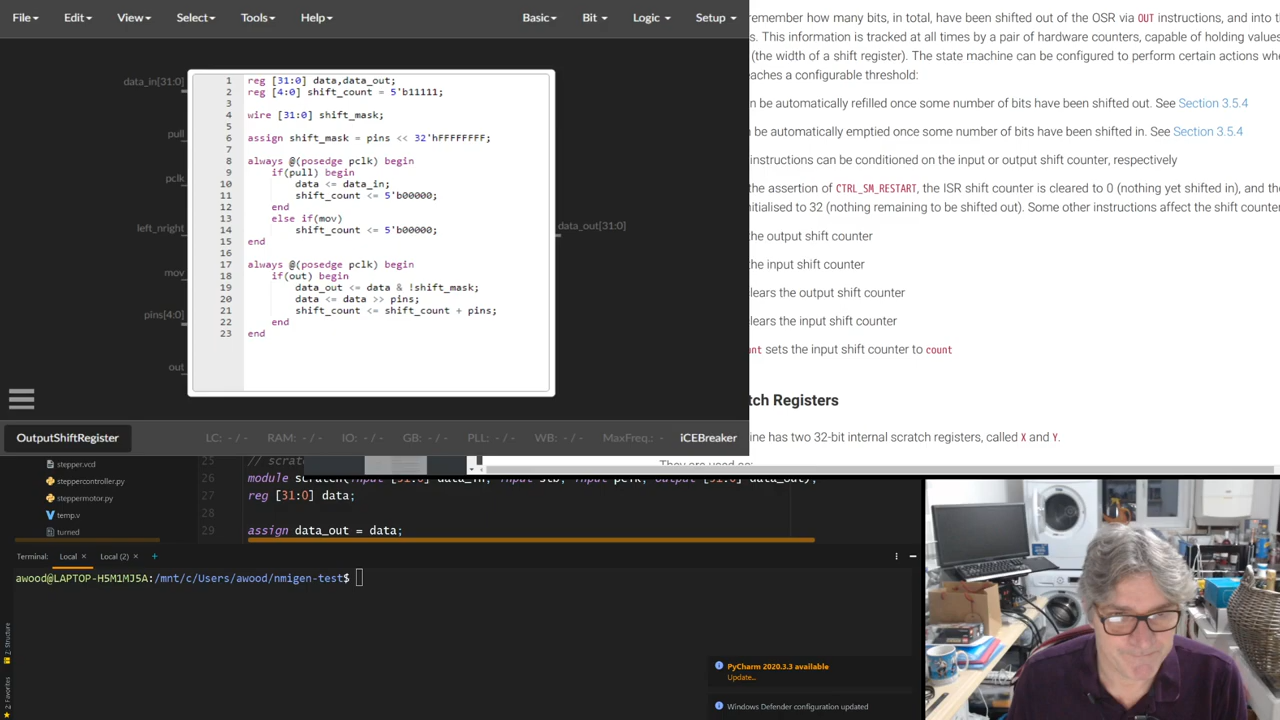 File▾ Edit▾ View▾ Select▾ Tools▾ Help▾ Basic▾ Bit▾ Logic▾ Setup▾
data_in[31:0]
pull
pclk
left_nright
mov
pins[4:0]
out
data_out[31:0]
1 reg [31:0] data,data_out;
2 reg [4:0] shift_count = 5'b11111;
3
4 wire [31:0] shift_mask;
5
6 assign shift_mask = pins << 32'hFFFFFFFF;
7
8 always @(posedge pclk) begin
9 if(pull) begin
10 data <= data_in;
11 shift_count <= 5'b00000;
12 end
13 else if(mov)
14 shift_count <= 5'b00000;
15 end
16
17 always @(posedge pclk) begin
18 if(out) begin
19 data_out <= data & !shift_mask;
20 data <= data >> pins;
21 shift_count <= shift_count + pins;
22 end
23 end
OutputShiftRegister LC: - / - RAM: - / - IO: - / - GB: - / - PLL: - / - WB: - / - MaxFreq.: - iCEBreaker
remember how many bits, in total, have been shifted out of the OSR via OUT instructions, and into
s. This information is tracked at all times by a pair of hardware counters, capable of holding values
(the width of a shift register). The state machine can be configured to perform certain actions
eaches a configurable threshold:
n be automatically refilled once some number of bits have been shifted out. See Section 3.5.4
n be automatically emptied once some number of bits have been shifted in. See Section 3.5.4
instructions can be conditioned on the input or output shift counter, respectively
the assertion of CTRL_SM_RESTART, the ISR shift counter is cleared to 0 (nothing yet shifted in), and the
nitialised to 32 (nothing remaining to be shifted out). Some other instructions affect the shift
the output shift counter
the input shift counter
lears the output shift counter
lears the input shift counter
nt sets the input shift counter to count
tch Registers
ine has two 32-bit internal scratch registers, called X and Y.
They are used as:
stepper.vcd
steppercontroller.py
steppermotor.py
temp.v
turned
25
26
27 reg [31:0] data;
28
29 assign data_out = data;
Terminal: Local × Local (2) × +
awood@LAPTOP-H5M1MJ5A:/mnt/c/Users/awood/nmigen-test$
Z: Structure
2: Favorites
PyCharm 2020.3.3 available
Update...
Windows Defender configuration updated